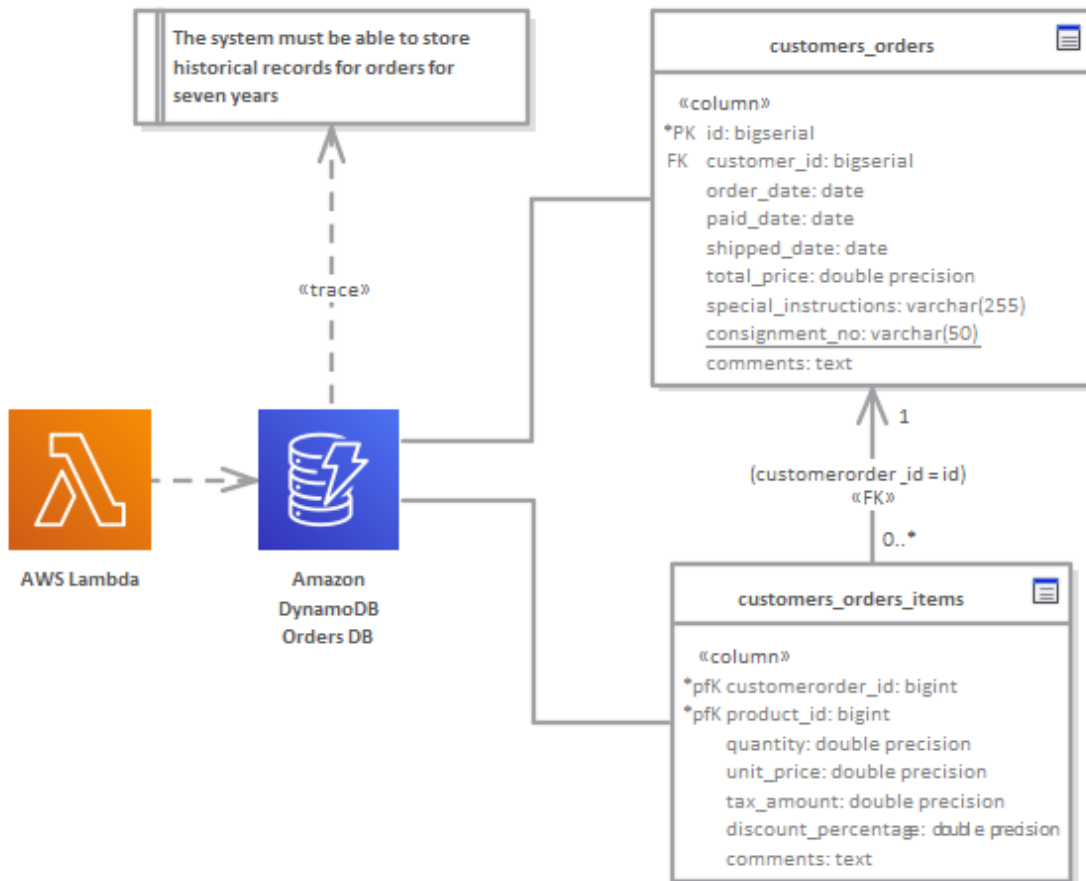 The system must be able to store
historical records for orders for
seven years
customers_orders
«column»
*PK id: bigserial
FK customer_id: bigserial
order_date: date
paid_date: date
shipped_date: date
total_price: double precision
special_instructions: varchar(255)
consignment_no: varchar(50)
comments: text
«trace»
1
(customerorder_id = id)
«FK»
0..*
AWS Lambda
Amazon
DynamoDB
Orders DB
customers_orders_items
«column»
*pfK customerorder_id: bigint
*pfK product_id: bigint
quantity: double precision
unit_price: double precision
tax_amount: double precision
discount_percentage: double precision
comments: text